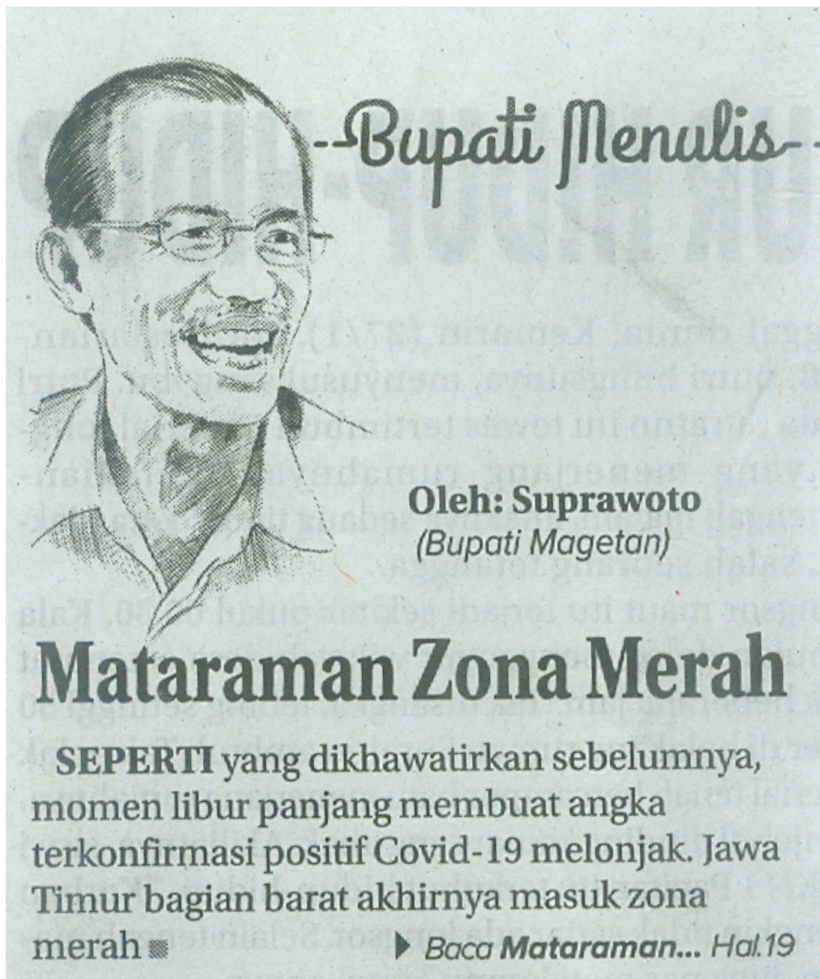 --Bupati Menulis--
Oleh: Suprawoto
(Bupati Magetan)
Mataraman Zona Merah
SEPERTI yang dikhawatirkan sebelumnya,
momen libur panjang membuat angka
terkonfirmasi positif Covid-19 melonjak. Jawa
Timur bagian barat akhirnya masuk zona
merah ■ ▶ Baca Mataraman... Hal.19